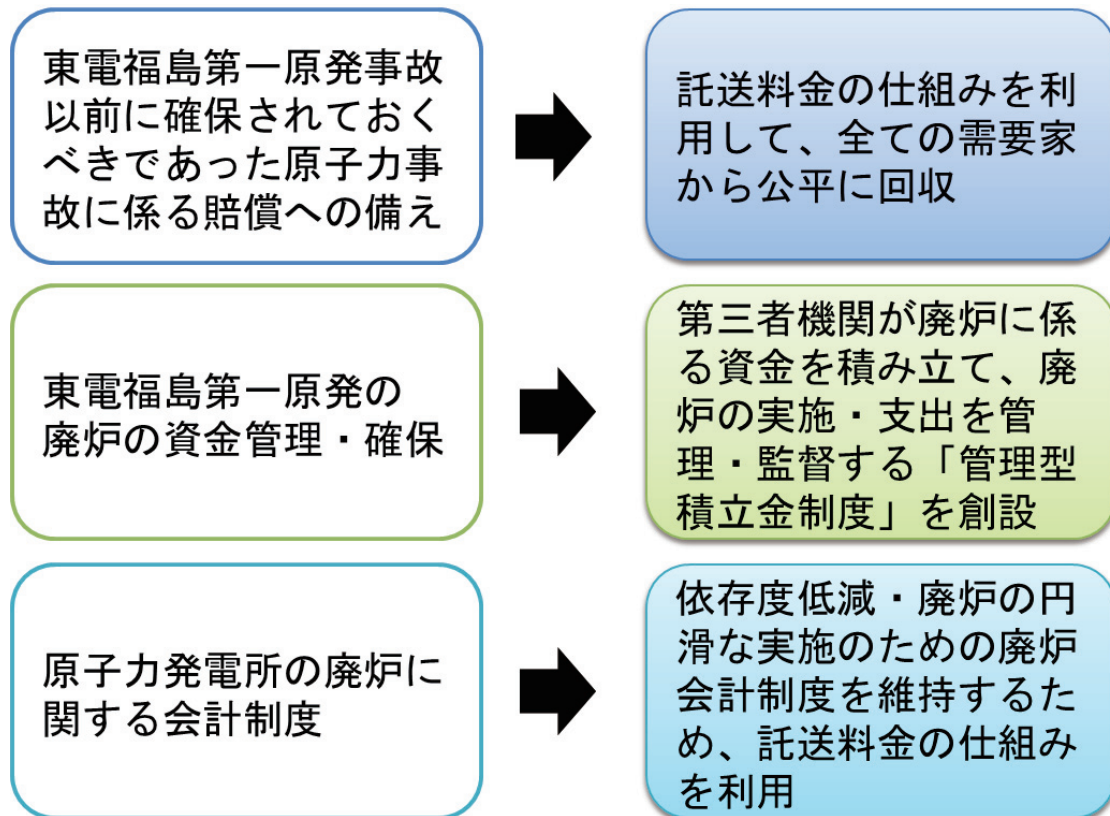 東電福島第一原発事故
以前に確保されておく
べきであった原子力事
故に係る賠償への備え
託送料金の仕組みを利
用して、全ての需要家
から公平に回収
東電福島第一原発の
廃炉の資金管理・確保
第三者機関が廃炉に係
る資金を積み立て、廃
炉の実施・支出を管
理・監督する「管理型
積立金制度」を創設
原子力発電所の廃炉に
関する会計制度
依存度低減・廃炉の円
滑な実施のための廃炉
会計制度を維持するた
め、託送料金の仕組み
を利用